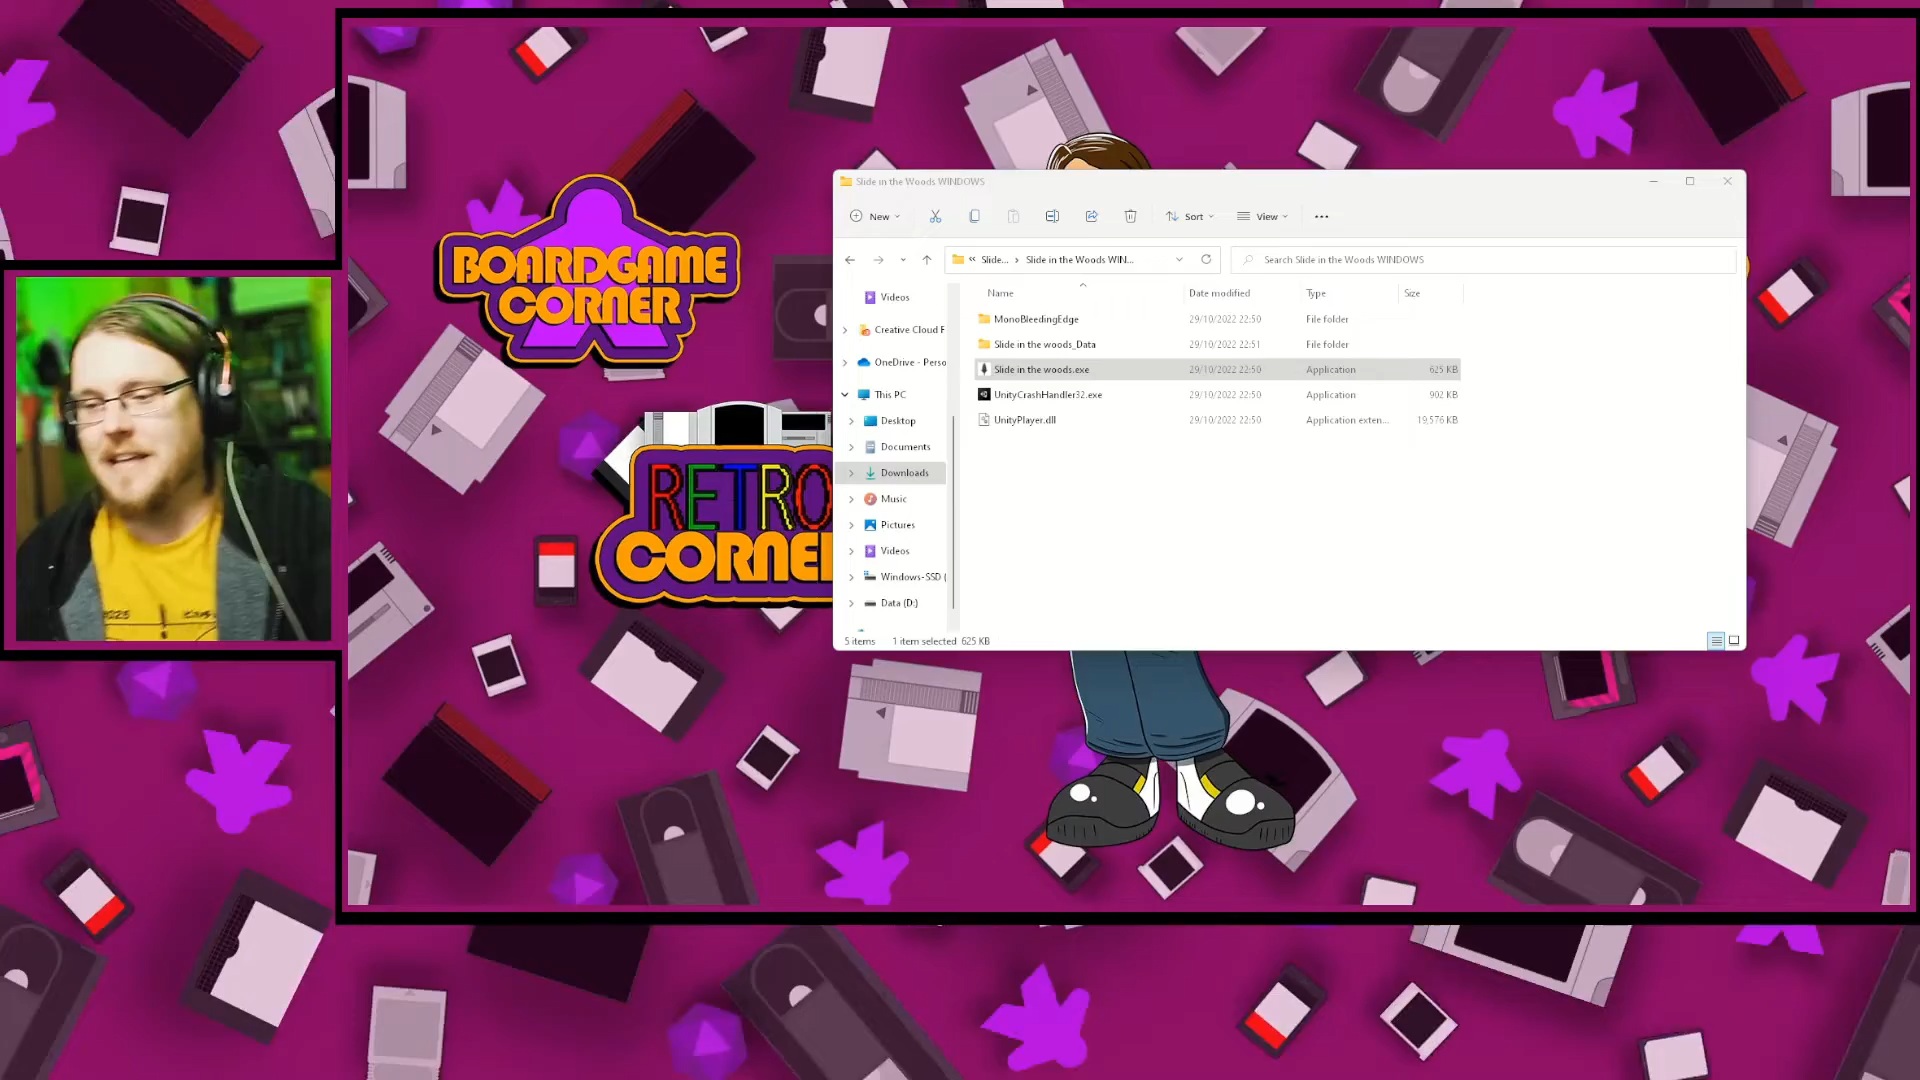 BOARDGAME
CORNER
RETRO
CORNE
Slide in the Woods WINDOWS
New
Sort
View
Slide... › Slide in the Woods WIN...
Search Slide in the Woods WINDOWS
Name Date modified Type Size
MonoBleedingEdge 29/10/2022 22:50 File folder
Slide in the woods_Data 29/10/2022 22:51 File folder
Slide in the woods.exe 29/10/2022 22:50 Application 625 KB
UnityCrashHandler32.exe 29/10/2022 22:50 Application 902 KB
UnityPlayer.dll 29/10/2022 22:50 Application exten... 19,576 KB
Videos
Creative Cloud F
OneDrive - Perso
This PC
Desktop
Documents
Downloads
Music
Pictures
Videos
Windows-SSD (
Data (D:)
5 items 1 item selected 625 KB